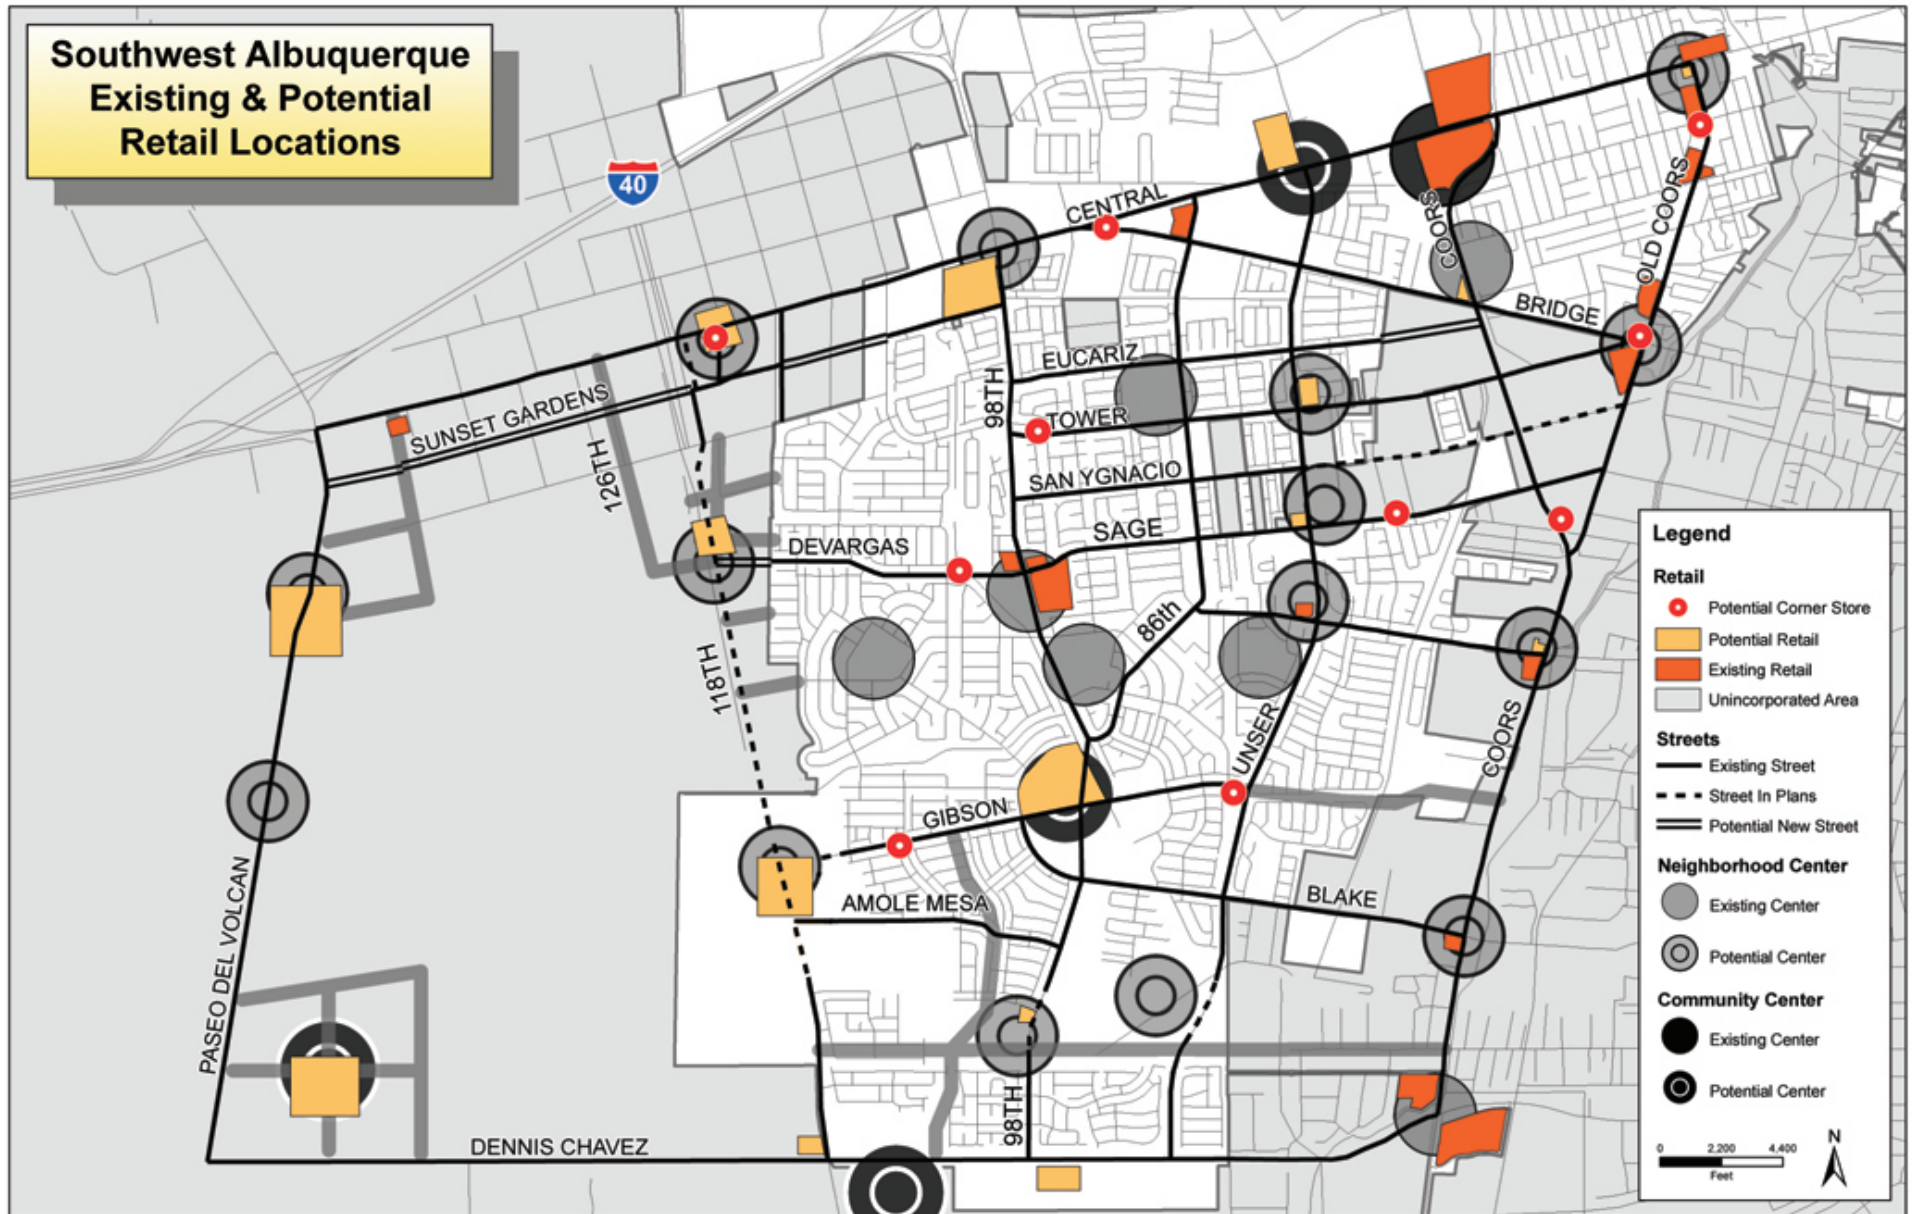 Southwest Albuquerque
Existing & Potential
Retail Locations
40
CENTRAL
COORS
OLD COORS
BRIDGE
EUCARIZ
98TH
TOWER
SUNSET GARDENS
126TH
SAN YGNACIO
SAGE
DEVARGAS
86th
118TH
UNSER
COORS
GIBSON
AMOLE MESA
BLAKE
PASEO DEL VOLCAN
98TH
DENNIS CHAVEZ
Legend
Retail
Potential Corner Store
Potential Retail
Existing Retail
Unincorporated Area
Streets
Existing Street
Street In Plans
Potential New Street
Neighborhood Center
Existing Center
Potential Center
Community Center
Existing Center
Potential Center
N
0 2,200 4,400
Feet